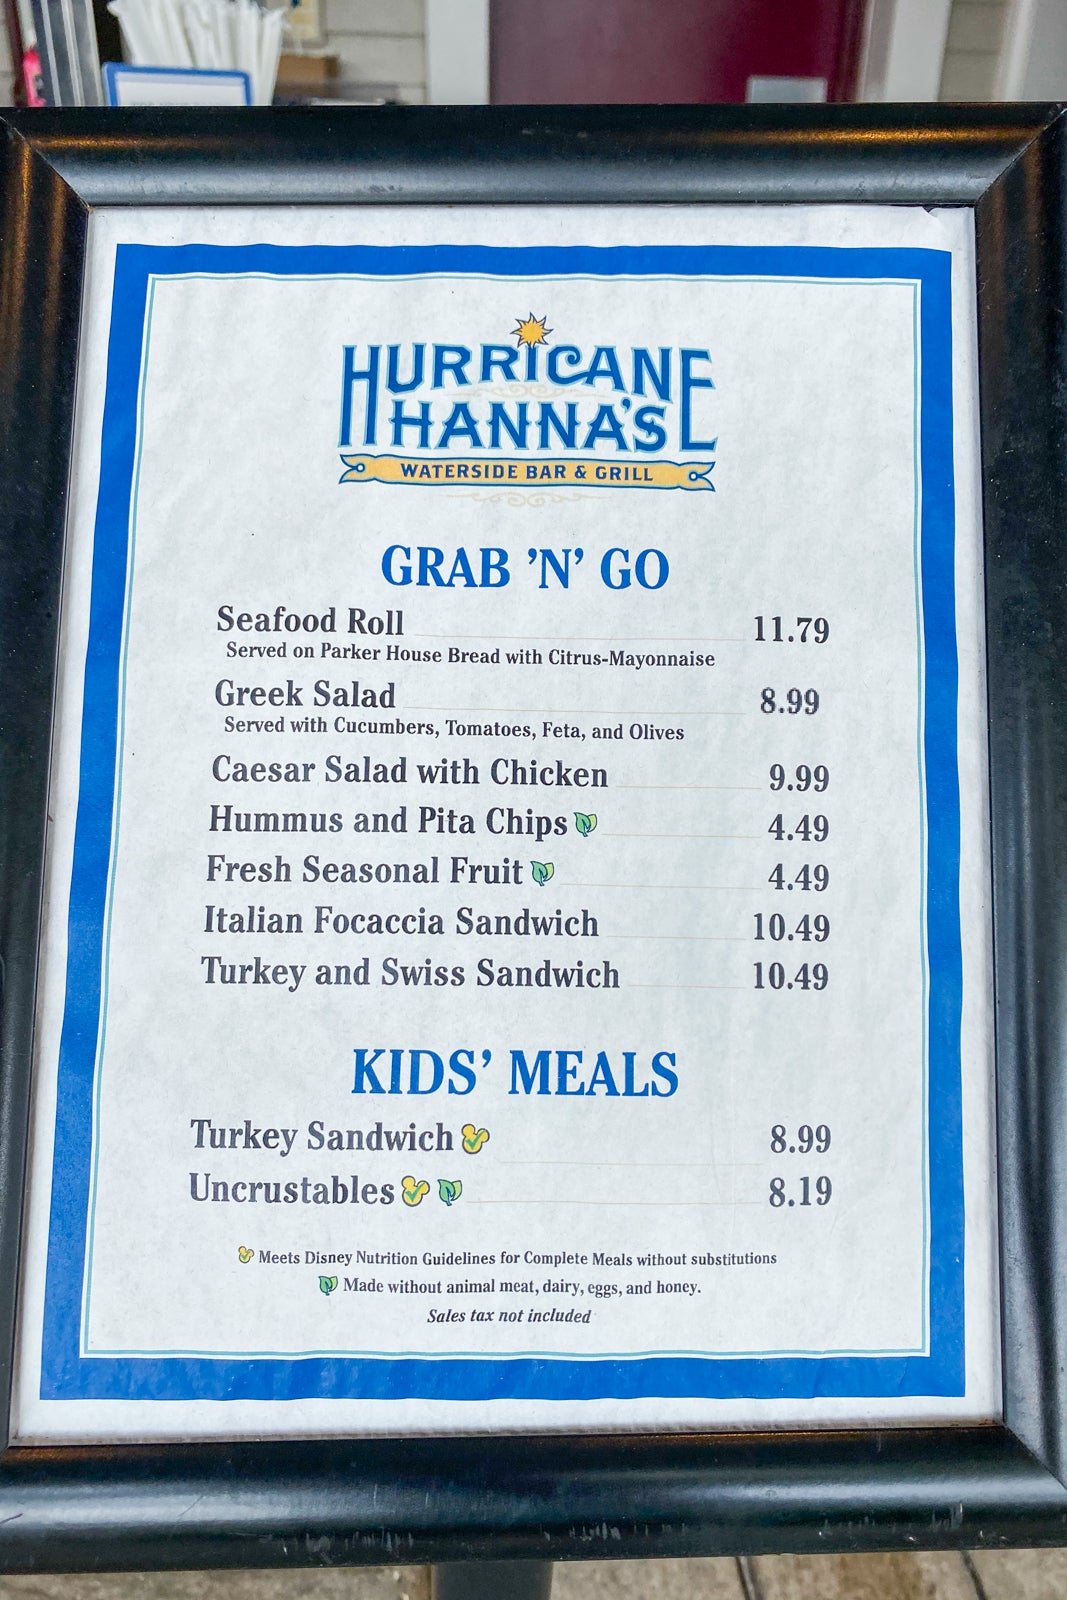 HURRICANE
HANNA'S
WATERSIDE BAR & GRILL
GRAB 'N' GO
Seafood Roll 11.79
Served on Parker House Bread with Citrus-Mayonnaise
Greek Salad 8.99
Served with Cucumbers, Tomatoes, Feta, and Olives
Caesar Salad with Chicken 9.99
Hummus and Pita Chips 4.49
Fresh Seasonal Fruit 4.49
Italian Focaccia Sandwich 10.49
Turkey and Swiss Sandwich 10.49
KIDS' MEALS
Turkey Sandwich 8.99
Uncrustables 8.19
Meets Disney Nutrition Guidelines for Complete Meals without substitutions
Made without animal meat, dairy, eggs, and honey.
Sales tax not included